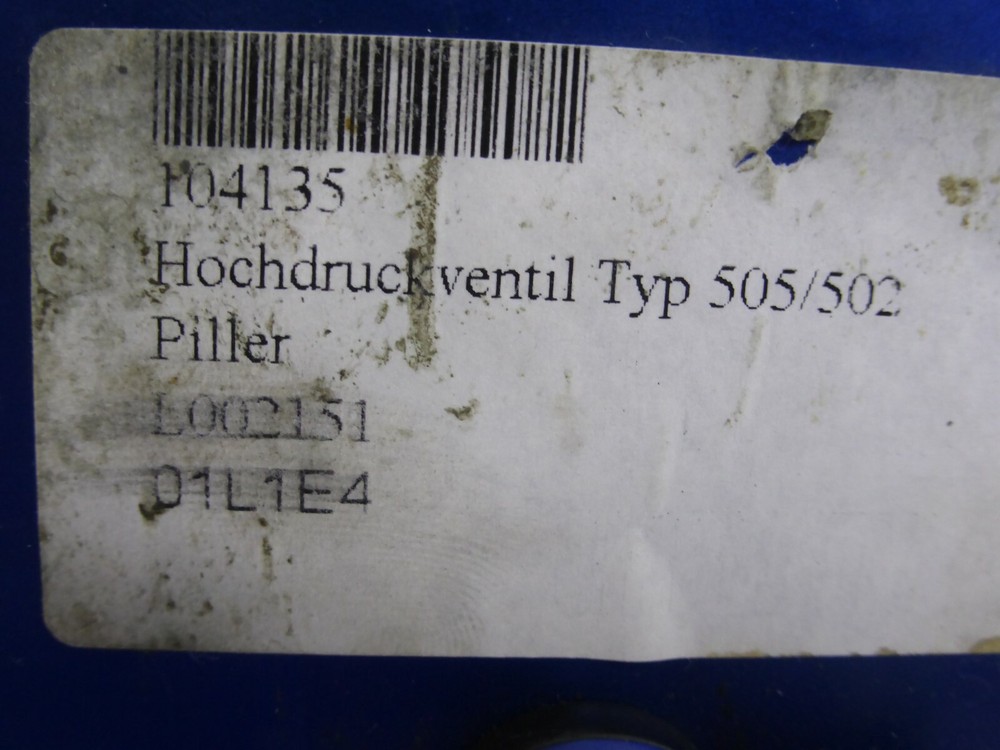 104135
Hochdruckventil Typ 505/502
Piller
L002151
01L1E4